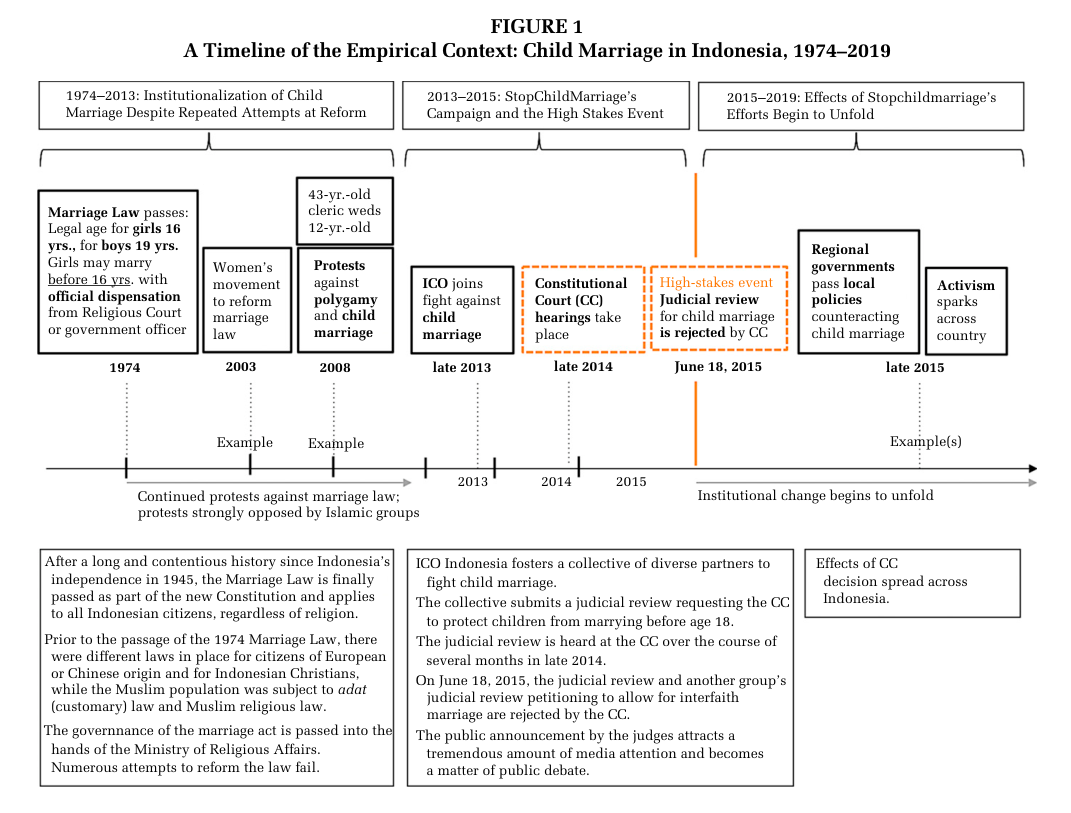 FIGURE 1
A Timeline of the Empirical Context: Child Marriage in Indonesia, 1974–2019
1974–2013: Institutionalization of Child
Marriage Despite Repeated Attempts at Reform
2013–2015: StopChildMarriage's
Campaign and the High Stakes Event
2015–2019: Effects of Stopchildmarriage's
Efforts Begin to Unfold
Marriage Law passes:
Legal age for girls 16
yrs., for boys 19 yrs.
Girls may marry
before 16 yrs. with
official dispensation
from Religious Court
or government officer
Women's
movement
to reform
marriage
law
43-yr.-old
cleric weds
12-yr.-old
Protests
against
polygamy
and child
marriage
ICO joins
fight against
child
marriage
Constitutional
Court (CC)
hearings take
place
High-stakes event
Judicial review
for child marriage
is rejected by CC
Regional
governments
pass local
policies
counteracting
child marriage
Activism
sparks
across
country
1974
2003
2008
late 2013
late 2014
June 18, 2015
late 2015
Example
Example
Example(s)
2013
2014
2015
Continued protests against marriage law;
protests strongly opposed by Islamic groups
Institutional change begins to unfold
After a long and contentious history since Indonesia's
independence in 1945, the Marriage Law is finally
passed as part of the new Constitution and applies
to all Indonesian citizens, regardless of religion.
Prior to the passage of the 1974 Marriage Law, there
were different laws in place for citizens of European
or Chinese origin and for Indonesian Christians,
while the Muslim population was subject to adat
(customary) law and Muslim religious law.
The governnance of the marriage act is passed into the
hands of the Ministry of Religious Affairs.
Numerous attempts to reform the law fail.
ICO Indonesia fosters a collective of diverse partners to
fight child marriage.
The collective submits a judicial review requesting the CC
to protect children from marrying before age 18.
The judicial review is heard at the CC over the course of
several months in late 2014.
On June 18, 2015, the judicial review and another group's
judicial review petitioning to allow for interfaith
marriage are rejected by the CC.
The public announcement by the judges attracts a
tremendous amount of media attention and becomes
a matter of public debate.
Effects of CC
decision spread across
Indonesia.